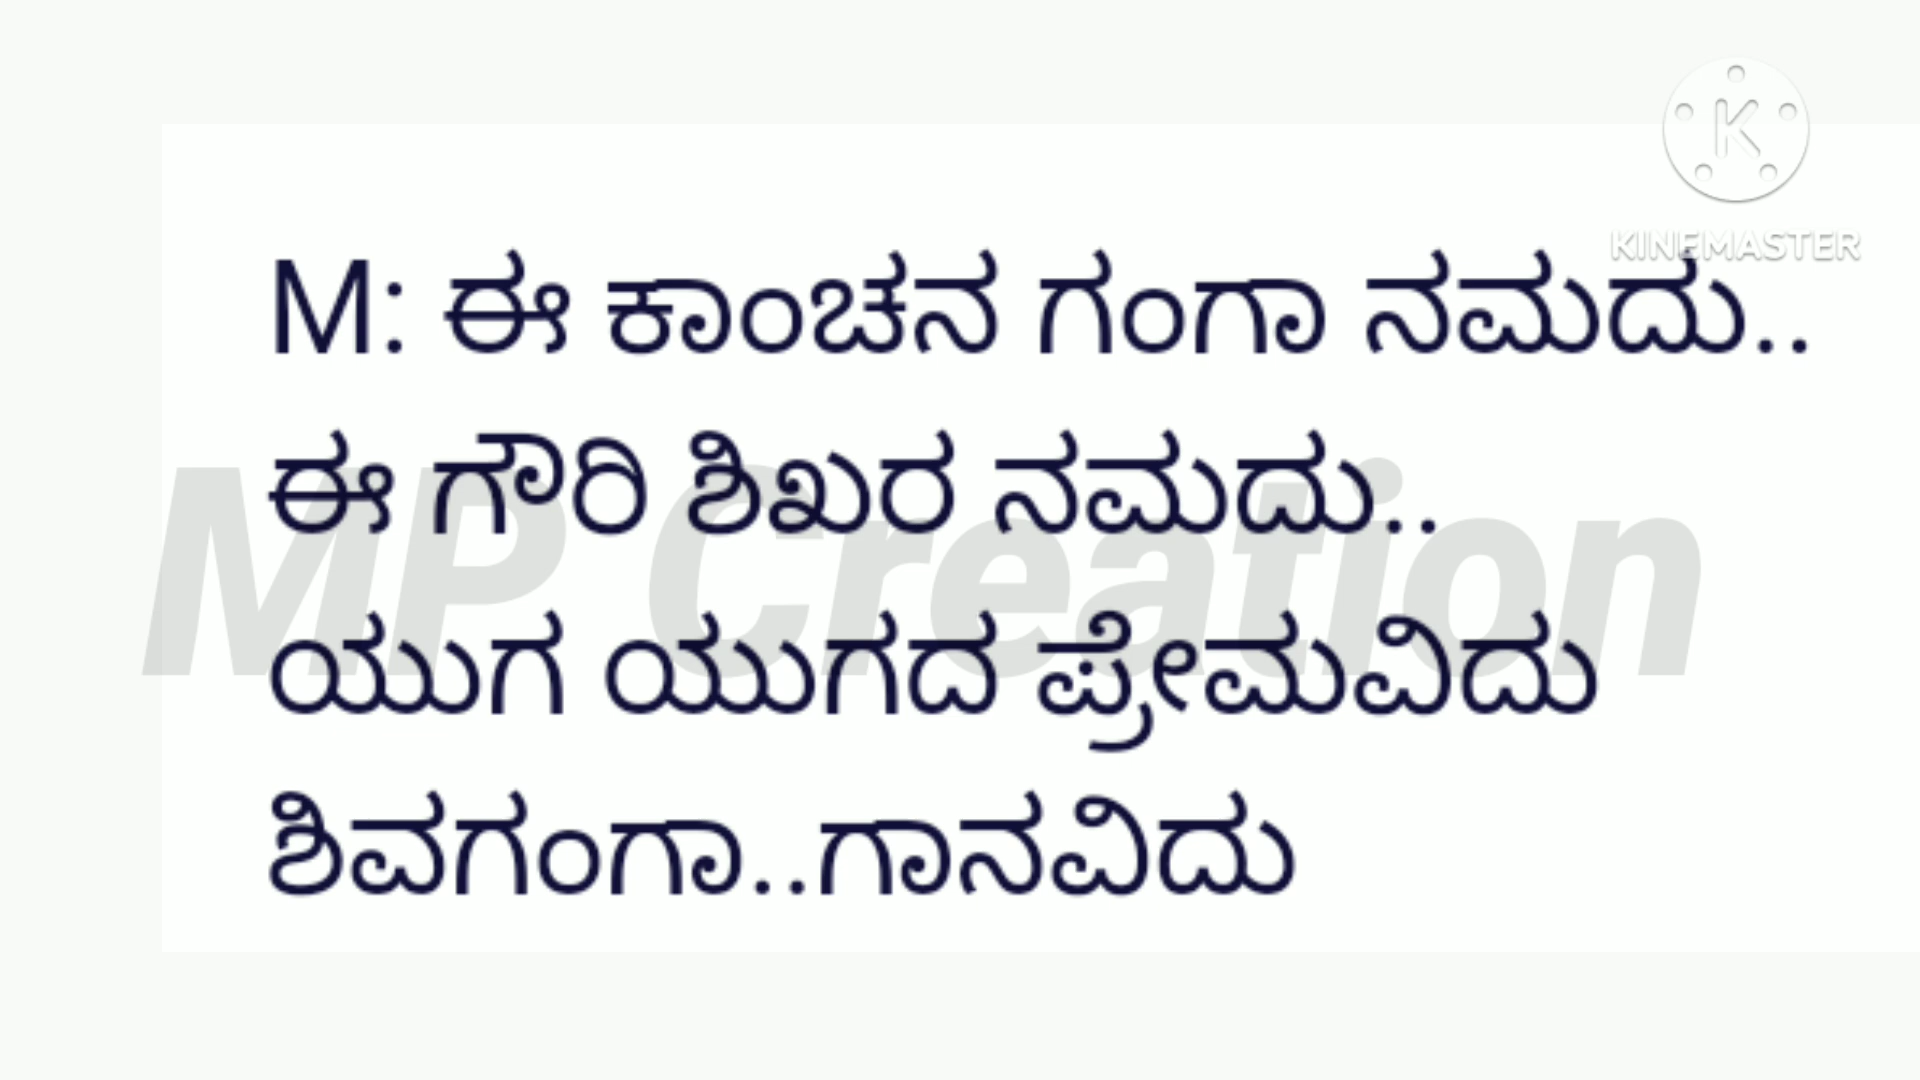 KINEMASTER
M: ಈ ಕಾಂಚನ ಗಂಗಾ ನಮದು..
ಈ ಗೌರಿ ಶಿಖರ ನಮದು..
MP Creation
ಯುಗ ಯುಗದ ಪ್ರೇಮವಿದು
ಶಿವಗಂಗಾ..ಗಾನವಿದು